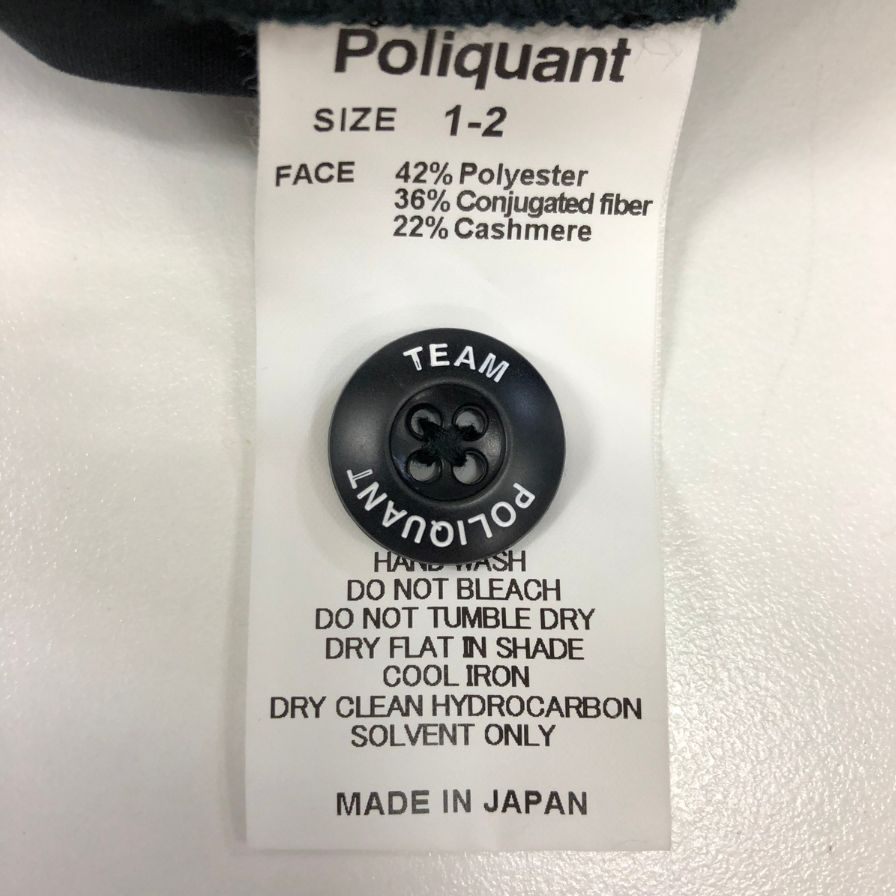 Poliquant
SIZE 1-2
FACE 42% Polyester
36% Conjugated fiber
22% Cashmere
TEAM
POLIQUANT
HAND WASH
DO NOT BLEACH
DO NOT TUMBLE DRY
DRY FLAT IN SHADE
COOL IRON
DRY CLEAN HYDROCARBON
SOLVENT ONLY
MADE IN JAPAN